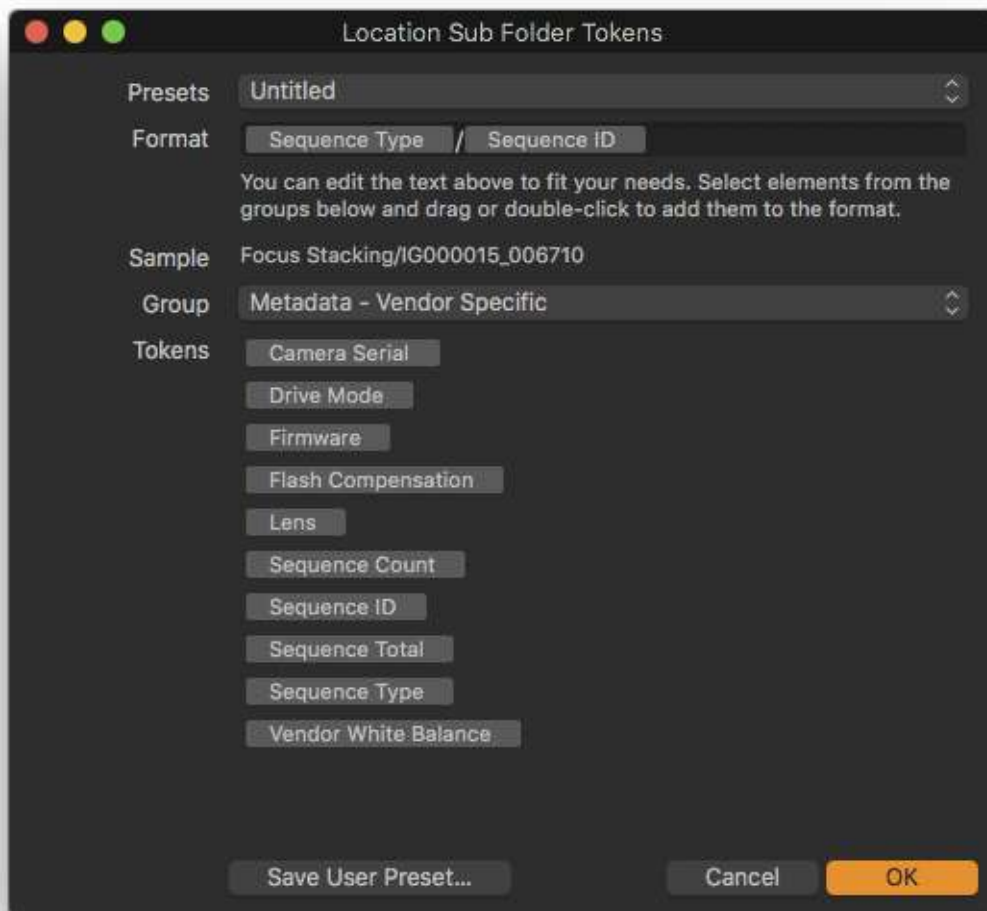 Location Sub Folder Tokens
Presets Untitled
Format Sequence Type / Sequence ID
You can edit the text above to fit your needs. Select elements from the
groups below and drag or double-click to add them to the format.
Sample Focus Stacking/IG000015_006710
Group Metadata - Vendor Specific
Tokens Camera Serial
Drive Mode
Firmware
Flash Compensation
Lens
Sequence Count
Sequence ID
Sequence Total
Sequence Type
Vendor White Balance
Save User Preset... Cancel OK